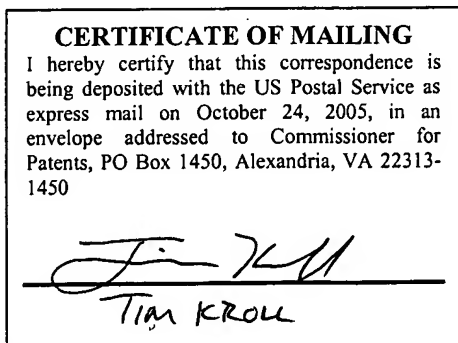 CERTIFICATE OF MAILING
I hereby certify that this correspondence is
being deposited with the US Postal Service as
express mail on October 24, 2005, in an
envelope addressed to Commissioner for
Patents, PO Box 1450, Alexandria, VA 22313-
1450
Tim Kroll
TIM KROLL